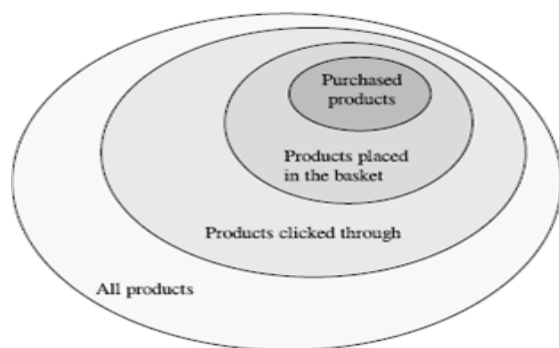 Purchased
products
Products placed
in the basket
Products clicked through
All products